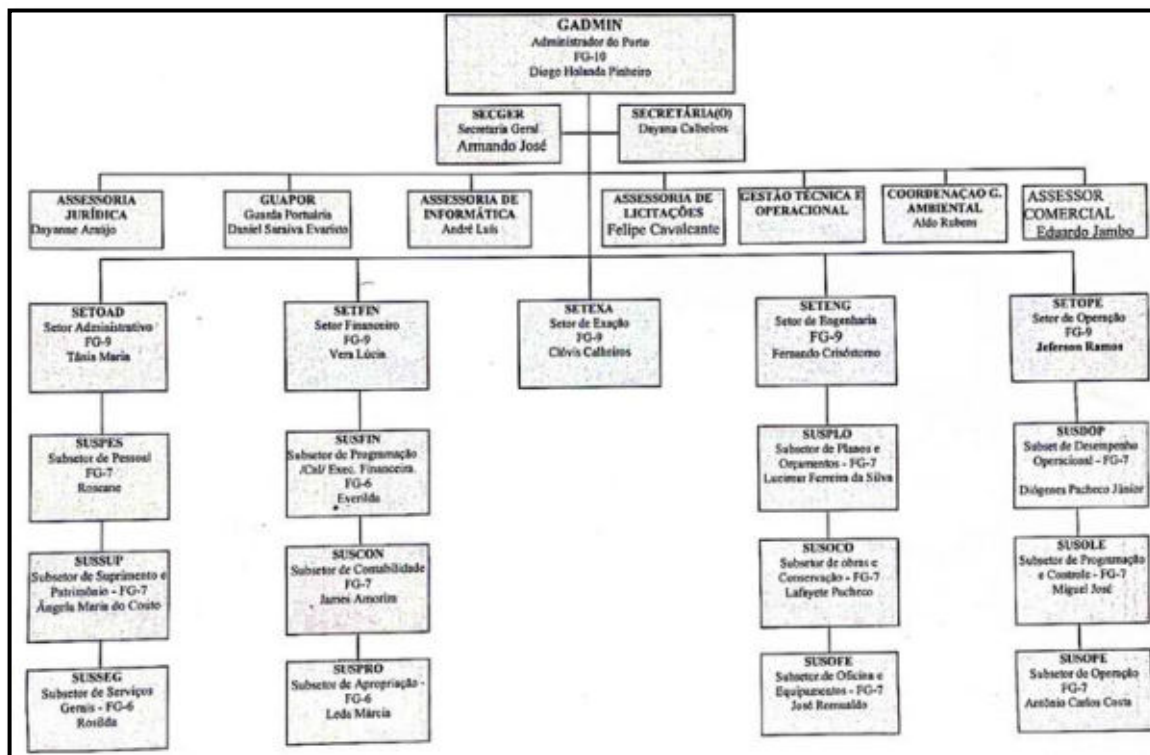 GADMIN
Administrador do Porto
FG-10
Diogo Holanda Pinheiro
SECGER
Secretaria Geral
Armando José
SECRETÁRIA(O)
Dayana Calheiros
ASSESSORIA
JURÍDICA
Dayanne Araújo
GUAPOR
Guarda Portuária
Daniel Saraiva Evaristo
ASSESSORIA DE
INFORMÁTICA
André Luís
ASSESSORIA DE
LICITAÇÕES
Felipe Cavalcante
GESTÃO TÉCNICA E
OPERACIONAL
COORDENAÇAO G.
AMBIENTAL
Aldo Rubens
ASSESSOR
COMERCIAL
Eduardo Jambo
SETOAD
Setor Administrativo
FG-9
Tânia Maria
SETFIN
Setor Financeiro
FG-9
Vera Lúcia
SETEXA
Setor de Exação
FG-9
Clóvis Calheiros
SETENG
Setor de Engenharia
FG-9
Fernando Crisóstomo
SETOPE
Setor de Operação
FG-9
Jeferson Ramos
SUSPES
Subsetor de Pessoal
FG-7
Roseane
SUSFIN
Subsetor de Programação
/Cal/ Exec. Financeira.
FG-6
Everilda
SUSPLO
Subsetor de Planos e
Orçamentos - FG-7
Lucimar Ferreira da Silva
SUSDOP
Subset de Desempenho
Operacional - FG-7
Diógenes Pacheco Júnior
SUSSUP
Subsetor de Suprimento e
Patrimônio - FG-7
Ângela Maria do Couto
SUSCON
Subsetor de Contabilidade
FG-7
James Amorim
SUSOCO
Subsetor de obras e
Conservação - FG-7
Lafayete Pacheco
SUSOLE
Subsetor de Programação
e Controle - FG-7
Miguel José
SUSSEG
Subsetor de Serviços
Gerais - FG-6
Rosilda
SUSPRO
Subsetor de Apropriação -
FG-6
Leda Márcia
SUSOFE
Subsetor de Oficina e
Equipamentos - FG-7
José Romualdo
SUSOPE
Subsetor de Operação
FG-7
Antônio Carlos Costa